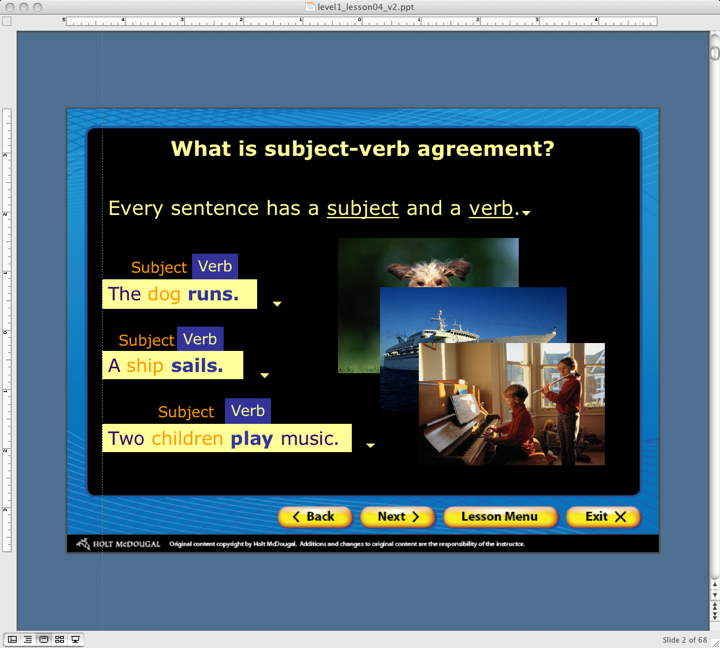 level1_lesson04_v2.ppt
What is subject-verb agreement?
Every sentence has a subject and a verb.
Subject Verb
The dog runs.
Subject Verb
A ship sails.
Subject Verb
Two children play music.
Back Next Lesson Menu Exit
HOLT McDOUGAL Original content copyright by Holt McDougal. Additions and changes to original content are the responsibility of the instructor.
Slide 2 of 68